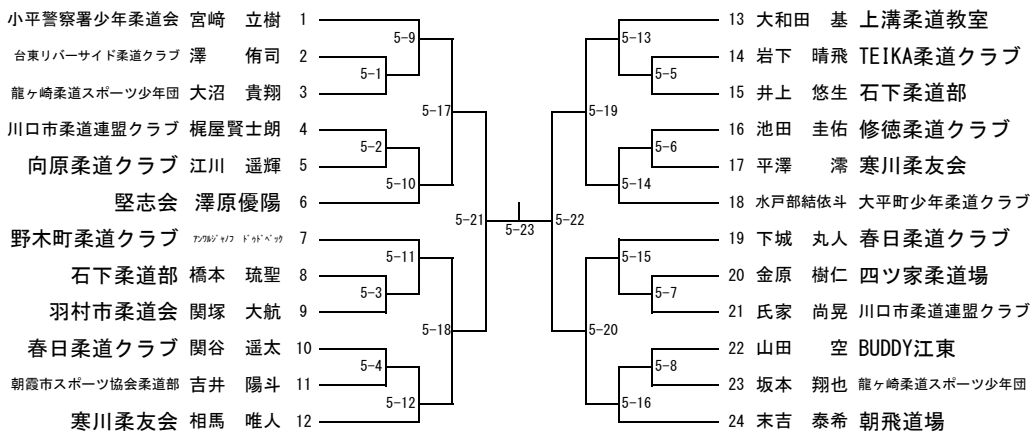 小平警察署少年柔道会 宮﨑 立樹 1
台東リバーサイド柔道クラブ 澤 侑司 2
龍ヶ崎柔道スポーツ少年団 大沼 貴翔 3
川口市柔道連盟クラブ 梶屋賢士朗 4
向原柔道クラブ 江川 遥輝 5
堅志会 澤原優陽 6
野木町柔道クラブ 7
石下柔道部 橋本 琉聖 8
羽村市柔道会 関塚 大航 9
春日柔道クラブ 関谷 遥太 10
朝霞市スポーツ協会柔道部 吉井 陽斗 11
寒川柔友会 相馬 唯人 12
5-9
5-1
5-17
5-2
5-10
5-21
5-11
5-3
5-18
5-4
5-12
5-23
5-13
5-5
5-19
5-6
5-14
5-22
5-15
5-7
5-20
5-8
5-16
13 大和田 基 上溝柔道教室
14 岩下 晴飛 TEIKA柔道クラブ
15 井上 悠生 石下柔道部
16 池田 圭佑 修徳柔道クラブ
17 平澤 澪 寒川柔友会
18 水戸部結依斗 大平町少年柔道クラブ
19 下城 丸人 春日柔道クラブ
20 金原 樹仁 四ツ家柔道場
21 氏家 尚晃 川口市柔道連盟クラブ
22 山田 空 BUDDY江東
23 坂本 翔也 龍ヶ崎柔道スポーツ少年団
24 末吉 泰希 朝飛道場